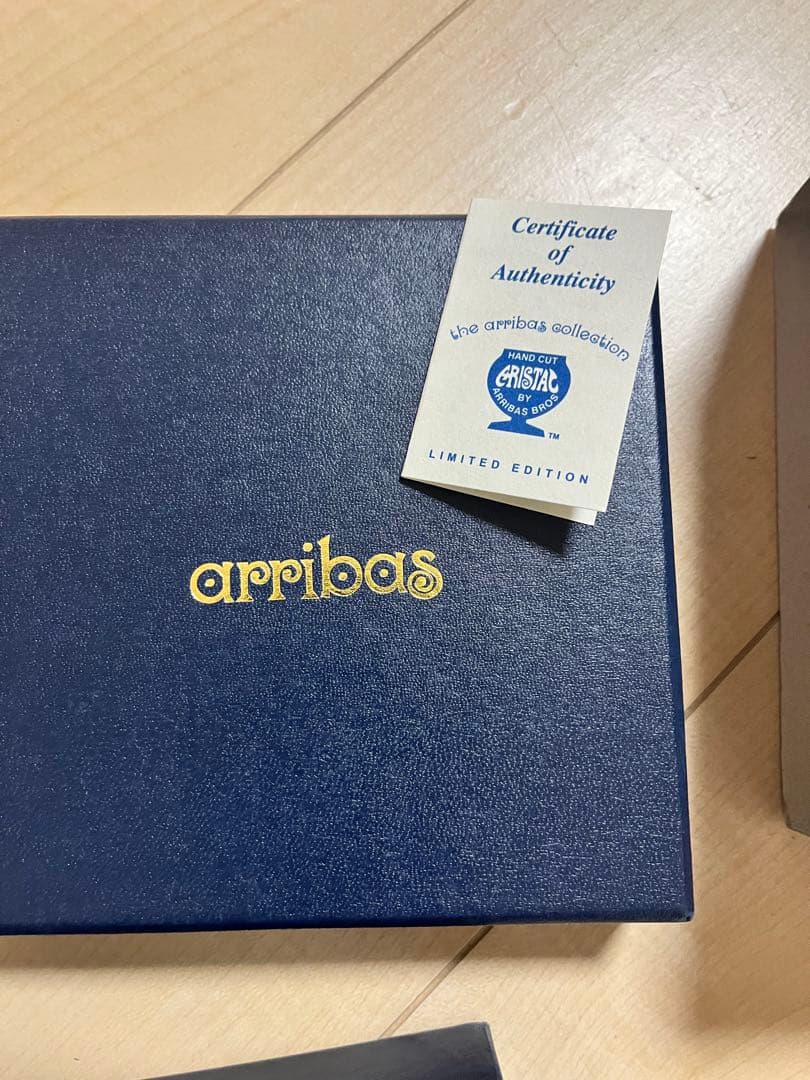 Certificate
of
Authenticity
the arribas collection
HAND CUT
CRISTAL
BY
ARRIBAS BROS
TM
LIMITED EDITION
arribas